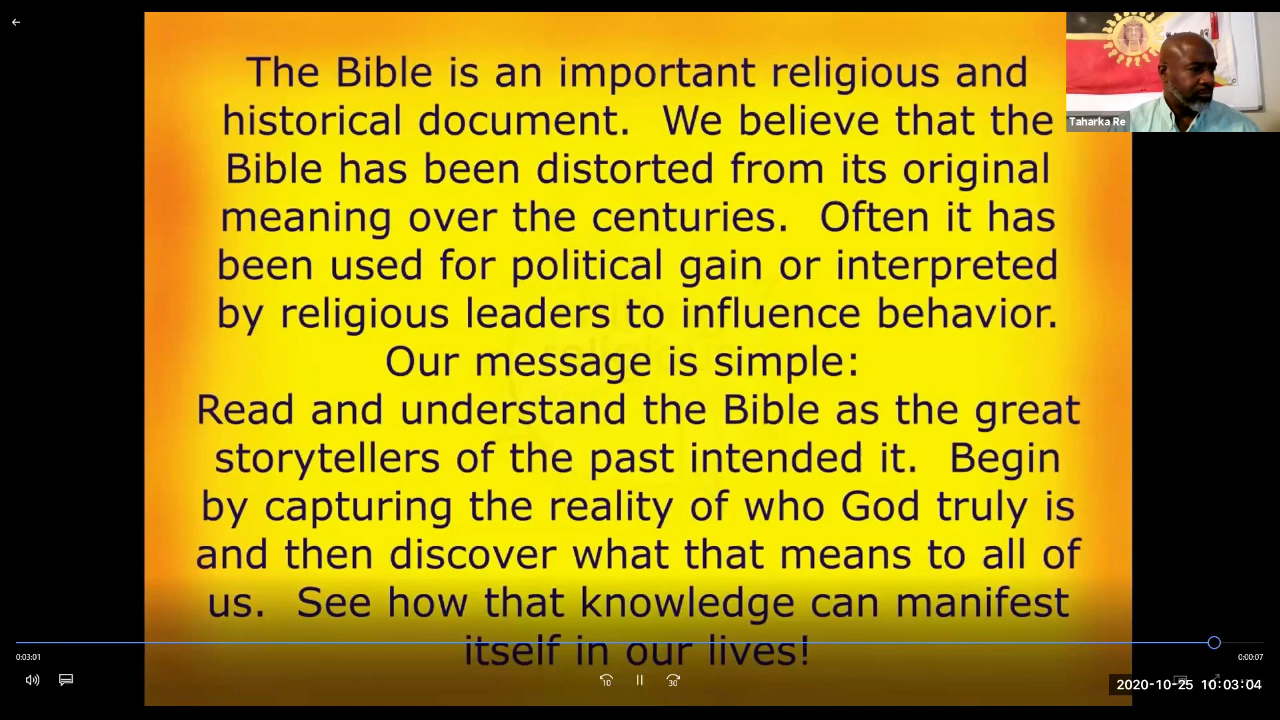 The Bible is an important religious and
historical document.  We believe that the
Bible has been distorted from its original
meaning over the centuries.  Often it has
been used for political gain or interpreted
by religious leaders to influence behavior.
Our message is simple:
Read and understand the Bible as the great
storytellers of the past intended it.  Begin
by capturing the reality of who God truly is
and then discover what that means to all of
us.  See how that knowledge can manifest
itself in our lives!
Taharka Re
0:03:01
0:00:07
10
30
2020-10-25 10:03:04